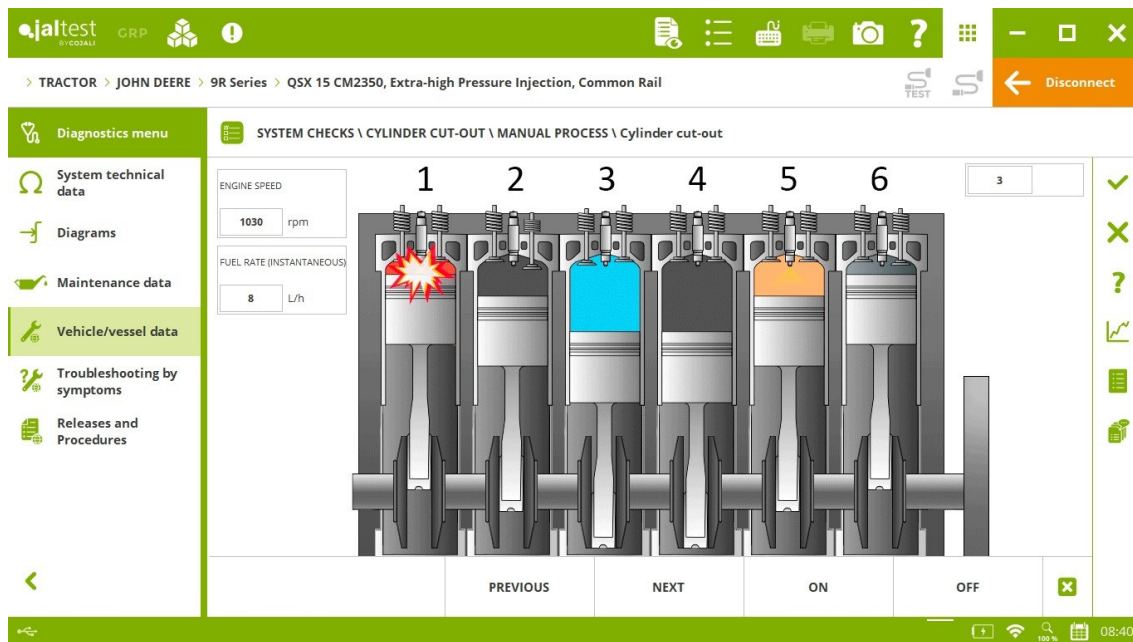 jaltest GRP
BY COJALI
?
TEST
> TRACTOR > JOHN DEERE > 9R Series > QSX 15 CM2350, Extra-high Pressure Injection, Common Rail
Disconnect
Diagnostics menu
SYSTEM CHECKS \ CYLINDER CUT-OUT \ MANUAL PROCESS \ Cylinder cut-out
System technical
data
Diagrams
Maintenance data
Vehicle/vessel data
Troubleshooting by
symptoms
Releases and
Procedures
ENGINE SPEED
1030 rpm
FUEL RATE (INSTANTANEOUS)
8 L/h
1 2 3 4 5 6
3
?
PREVIOUS NEXT ON OFF
100 %
08:40